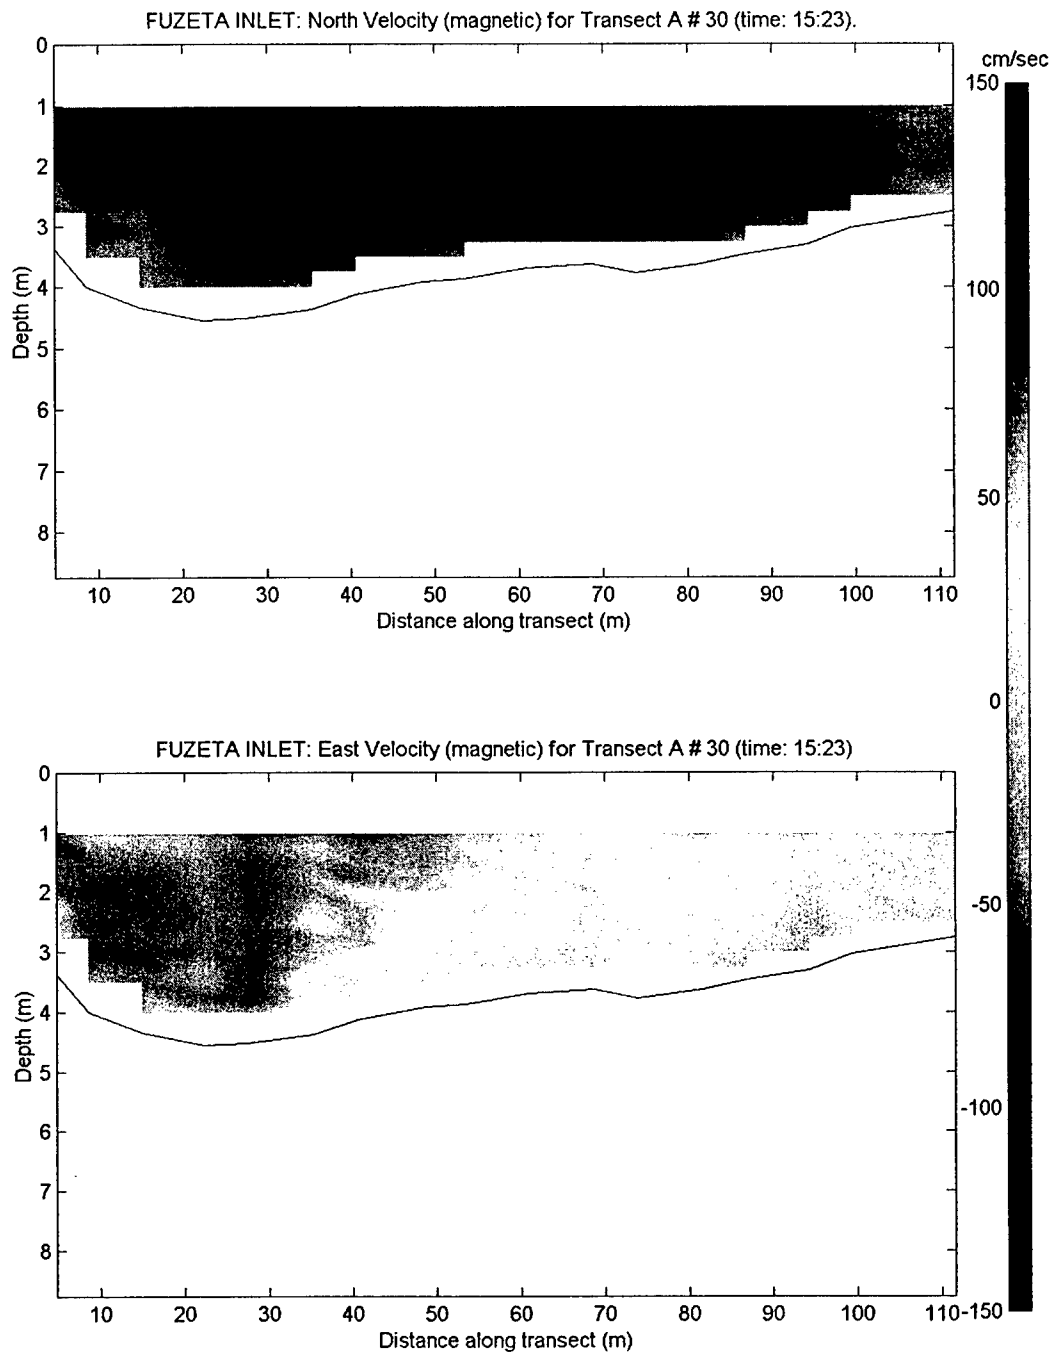 FUZETA INLET: North Velocity (magnetic) for Transect A # 30 (time: 15:23).
cm/sec
0
1
2
3
4
5
6
7
8
Depth (m)
10 20 30 40 50 60 70 80 90 100 110
Distance along transect (m)
150
100
50
0
-50
-100
-150
FUZETA INLET: East Velocity (magnetic) for Transect A # 30 (time: 15:23)
0
1
2
3
4
5
6
7
8
Depth (m)
10 20 30 40 50 60 70 80 90 100 110
Distance along transect (m)